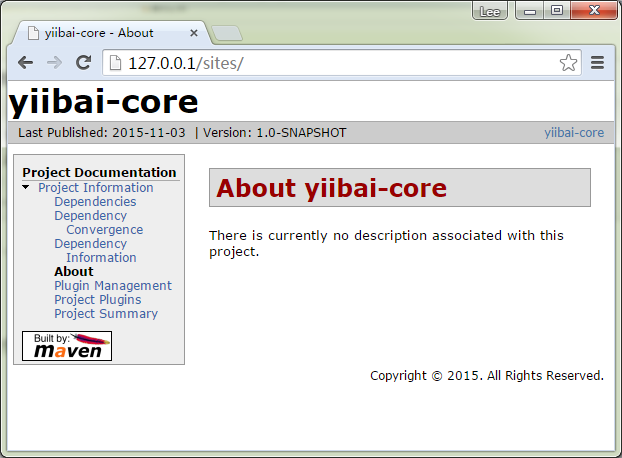 Lee
yiibai-core - About
127.0.0.1/sites/
yiibai-core
Last Published: 2015-11-03 | Version: 1.0-SNAPSHOT
yiibai-core
Project Documentation
Project Information
Dependencies
Dependency
Convergence
Dependency
Information
About
Plugin Management
Project Plugins
Project Summary
Built by:
maven
About yiibai-core
There is currently no description associated with this
project.
Copyright © 2015. All Rights Reserved.